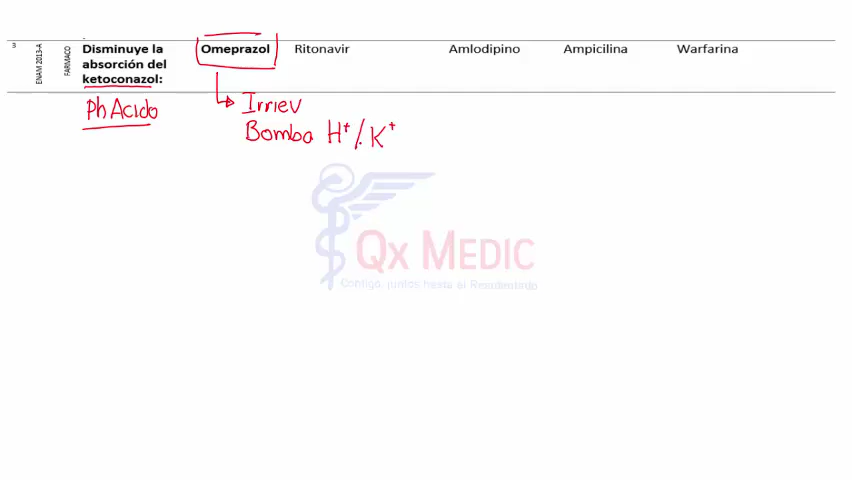 3
ENAM 2013-A
FARMACO
Disminuye la absorción del ketoconazol:
Omeprazol
Ritonavir
Amlodipino
Ampicilina
Warfarina
Ph Acido
Irriev
Bomba H+/K+
QX MEDIC
Contigo, juntos hasta el Residentado